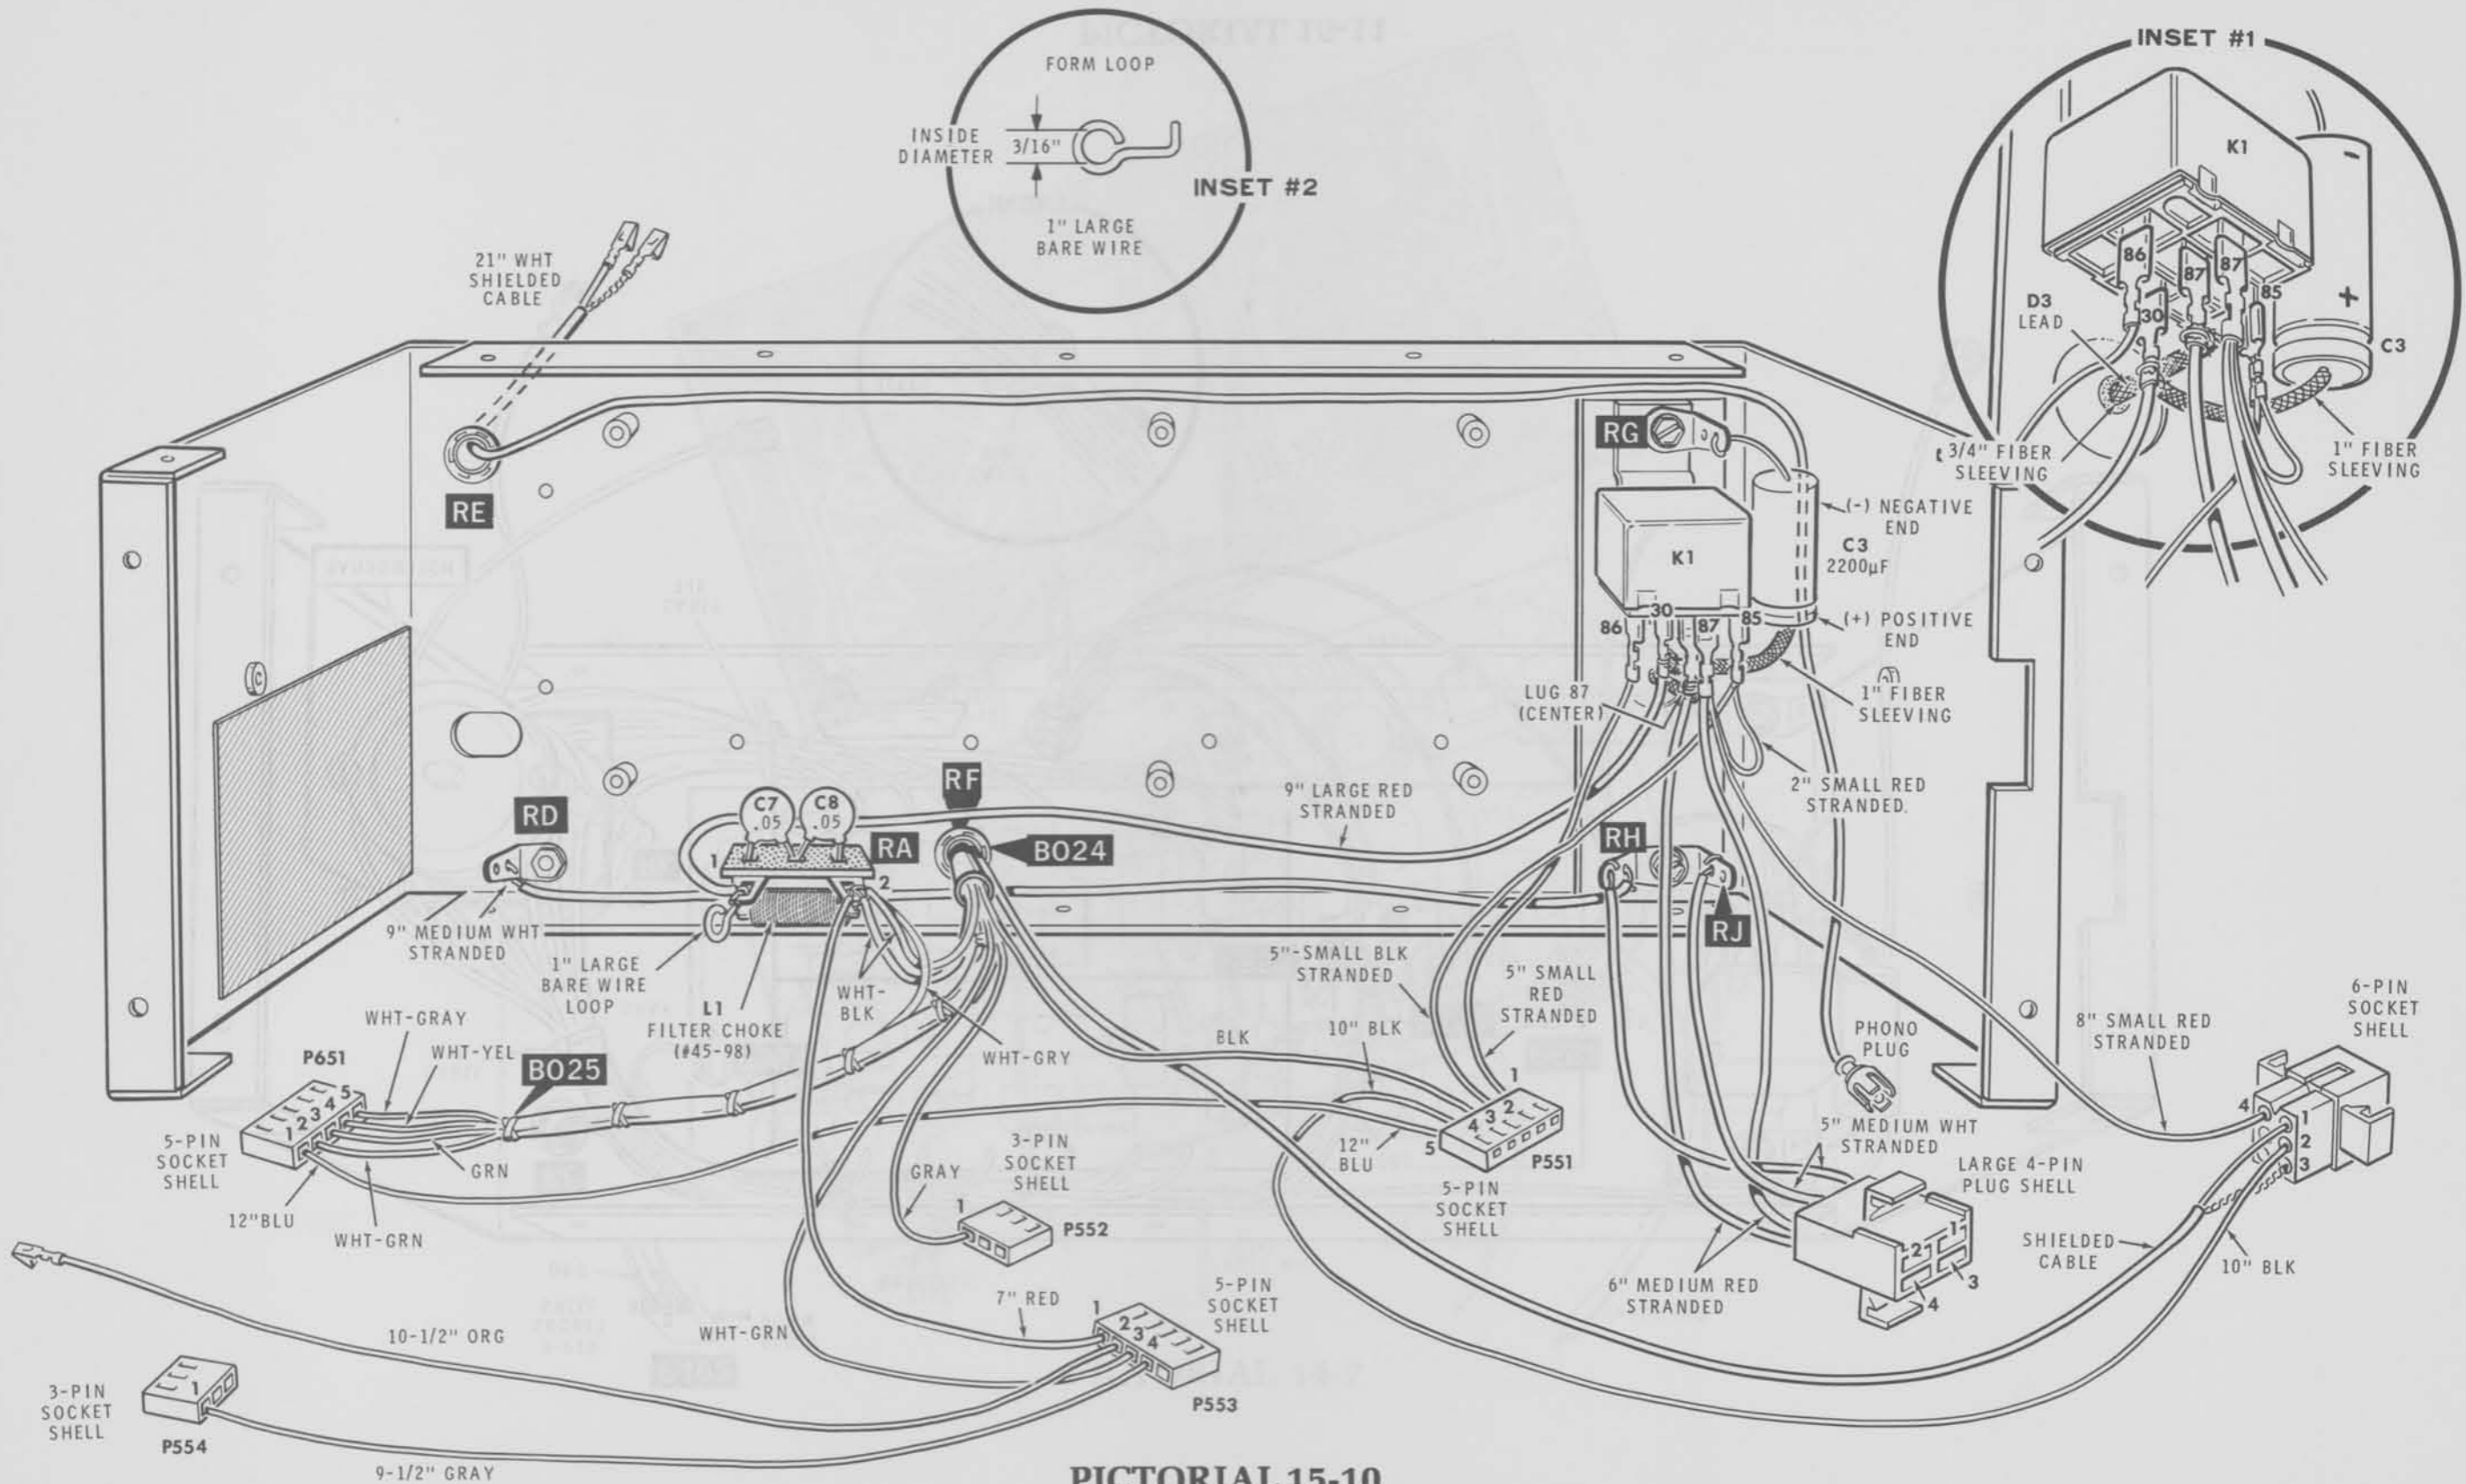 FORM LOOP
INSIDE
DIAMETER
3/16"
INSET #2
1" LARGE
BARE WIRE
INSET #1
K1
-
86
87
87
85
30
+
D3
LEAD
C3
3/4" FIBER
SLEEVING
1" FIBER
SLEEVING
21" WHT
SHIELDED
CABLE
RE
RG
(-) NEGATIVE
END
C3
2200µF
K1
(+) POSITIVE
END
86
30
87
85
LUG 87
(CENTER)
1" FIBER
SLEEVING
2" SMALL RED
STRANDED.
9" LARGE RED
STRANDED
RD
C7
.05
C8
.05
RF
RA
BO24
1
2
RH
RJ
9" MEDIUM WHT
STRANDED
1" LARGE
BARE WIRE
LOOP
L1
FILTER CHOKE
(#45-98)
WHT-
BLK
WHT-GRY
5"-SMALL BLK
STRANDED
5" SMALL
RED
STRANDED
10" BLK
BLK
PHONO
PLUG
8" SMALL RED
STRANDED
6-PIN
SOCKET
SHELL
WHT-GRAY
P651
WHT-YEL
BO25
5
4
3
2
1
5-PIN
SOCKET
SHELL
GRN
12"BLU
WHT-GRN
GRAY
3-PIN
SOCKET
SHELL
1
P552
12"
BLU
1
2
3
4
5
P551
5-PIN
SOCKET
SHELL
5" MEDIUM WHT
STRANDED
LARGE 4-PIN
PLUG SHELL
1
2
3
4
6" MEDIUM RED
STRANDED
4
1
2
3
SHIELDED
CABLE
10" BLK
7" RED
WHT-GRN
1
2
3
4
5-PIN
SOCKET
SHELL
P553
10-1/2" ORG
3-PIN
SOCKET
SHELL
1
P554
9-1/2" GRAY
PICTORIAL 15-10